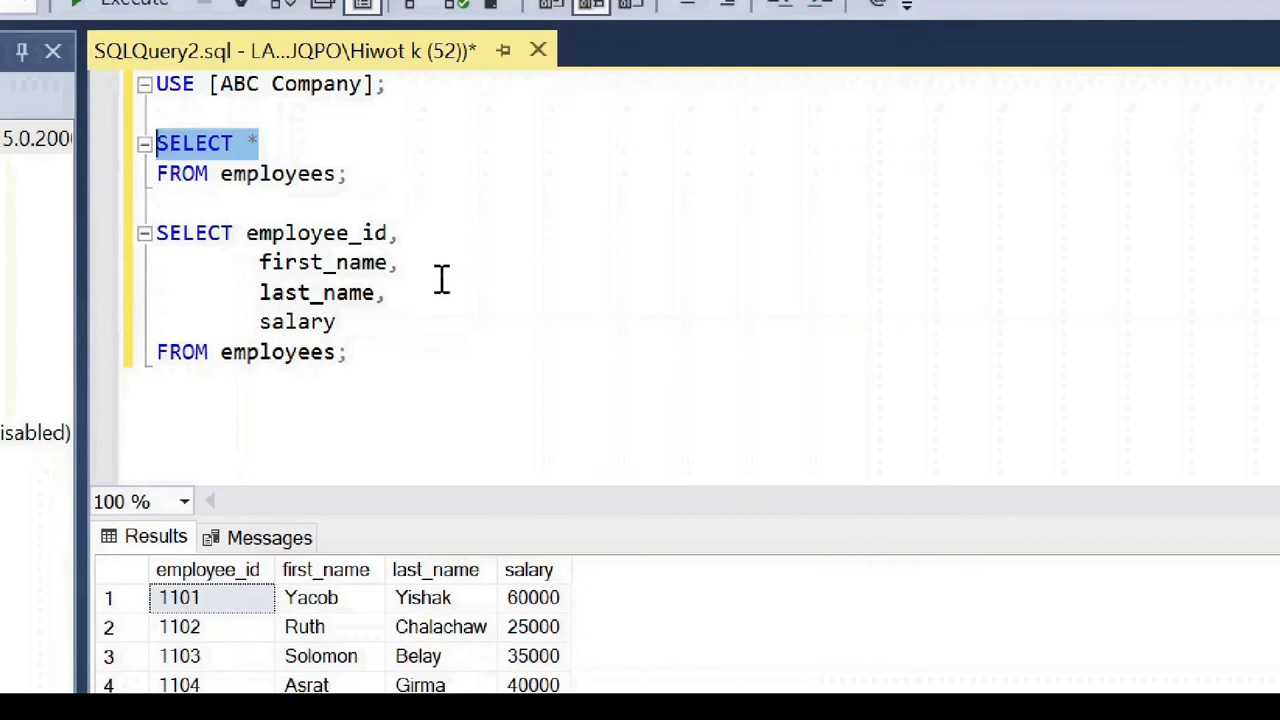 Execute
SQLQuery2.sql - LA...JQPO\Hiwot k (52))*
USE [ABC Company];
5.0.200
SELECT *
FROM employees;
SELECT employee_id,
first_name,
last_name,
salary
FROM employees;
isabled)
100 %
Results Messages
employee_id first_name last_name salary
1 1101 Yacob Yishak 60000
2 1102 Ruth Chalachaw 25000
3 1103 Solomon Belay 35000
4 1104 Asrat Girma 40000